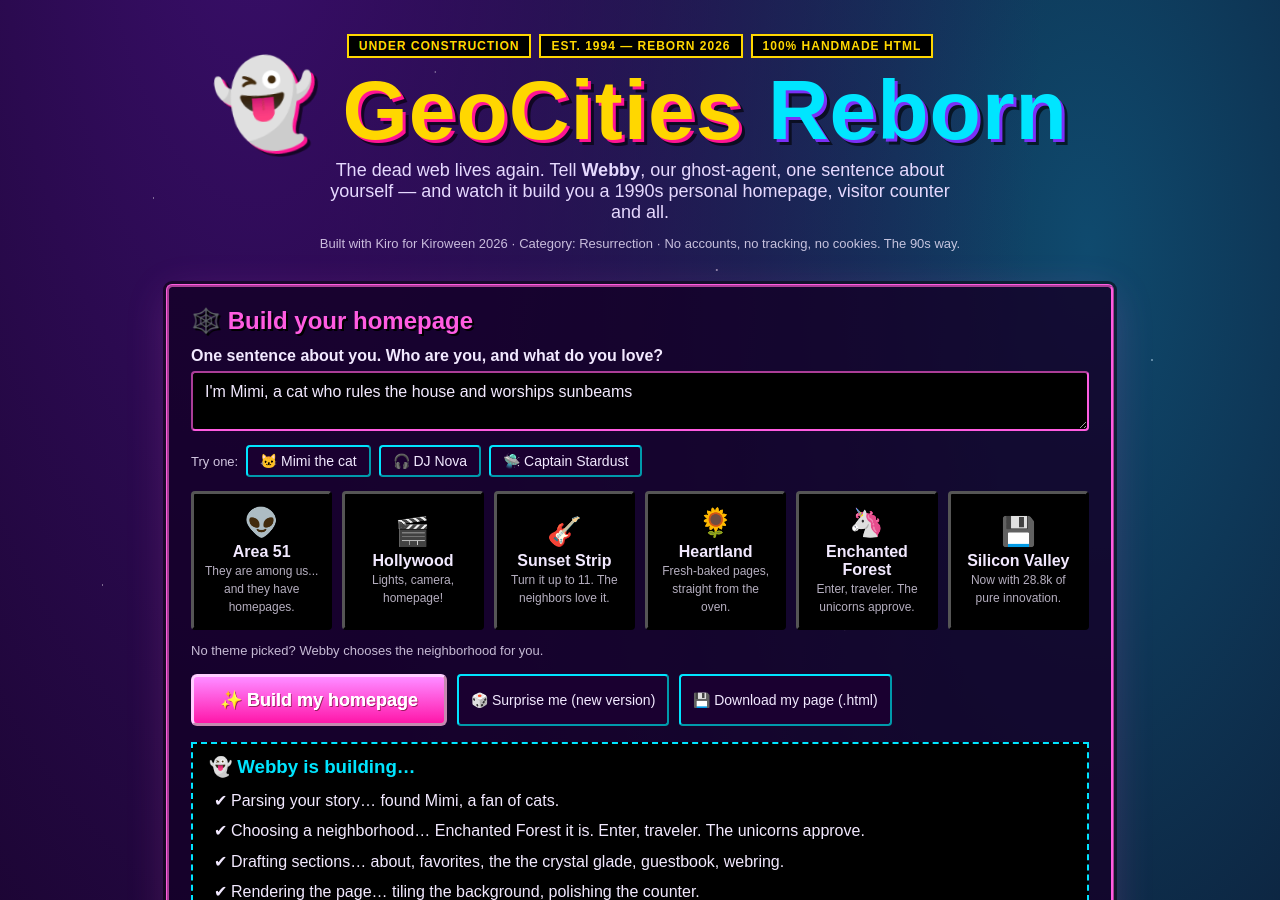 UNDER CONSTRUCTION
EST. 1994 — REBORN 2026
100% HANDMADE HTML
GeoCities Reborn
The dead web lives again. Tell Webby, our ghost-agent, one sentence about
yourself — and watch it build you a 1990s personal homepage, visitor counter
and all.
Built with Kiro for Kiroween 2026 · Category: Resurrection · No accounts, no tracking, no cookies. The 90s way.
🕸️ Build your homepage
One sentence about you. Who are you, and what do you love?
I'm Mimi, a cat who rules the house and worships sunbeams
Try one:
🐱 Mimi the cat
🎧 DJ Nova
🛸 Captain Stardust
Area 51
They are among us...
and they have
homepages.
Hollywood
Lights, camera,
homepage!
Sunset Strip
Turn it up to 11. The
neighbors love it.
Heartland
Fresh-baked pages,
straight from the
oven.
Enchanted
Forest
Enter, traveler. The
unicorns approve.
Silicon Valley
Now with 28.8k of
pure innovation.
No theme picked? Webby chooses the neighborhood for you.
✨ Build my homepage
🎲 Surprise me (new version)
💾 Download my page (.html)
👻 Webby is building…
✔ Parsing your story… found Mimi, a fan of cats.
✔ Choosing a neighborhood… Enchanted Forest it is. Enter, traveler. The unicorns approve.
✔ Drafting sections… about, favorites, the the crystal glade, guestbook, webring.
✔ Rendering the page… tiling the background, polishing the counter.